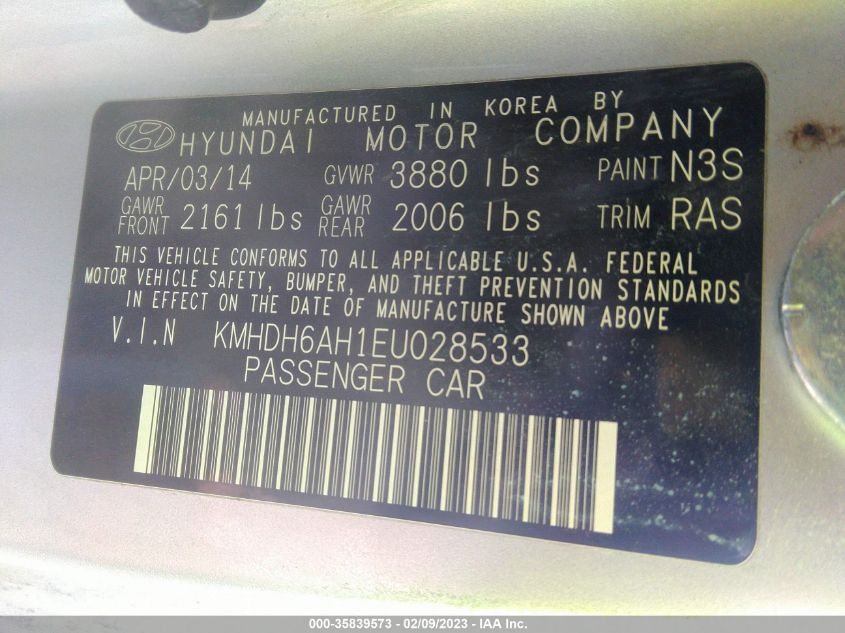 MANUFACTURED IN KOREA BY
HYUNDAI MOTOR COMPANY
APR/03/14 GVWR 3880 lbs PAINT N3S
GAWR FRONT 2161 lbs GAWR REAR 2006 lbs TRIM RAS
THIS VEHICLE CONFORMS TO ALL APPLICABLE U.S.A. FEDERAL
MOTOR VEHICLE SAFETY, BUMPER, AND THEFT PREVENTION STANDARDS
IN EFFECT ON THE DATE OF MANUFACTURE SHOWN ABOVE
V.I.N KMHDH6AH1EU028533
PASSENGER CAR
000-35839573 - 02/09/2023 - IAA Inc.